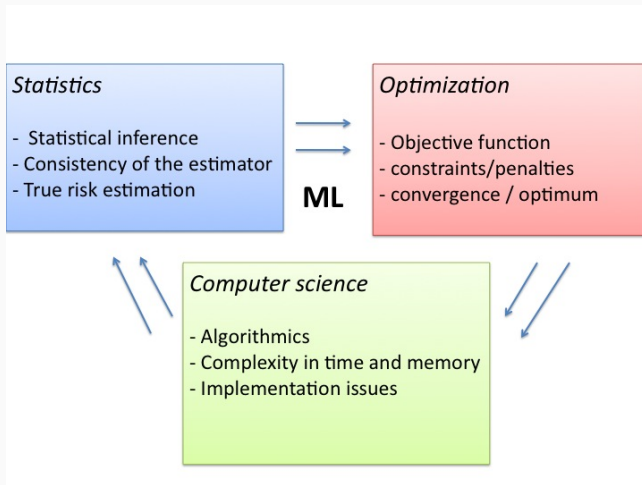 Statistics
- Statistical inference
- Consistency of the estimator
- True risk estimation
Optimization
- Objective function
- constraints/penalties
- convergence / optimum
ML
Computer science
- Algorithmics
- Complexity in time and memory
- Implementation issues